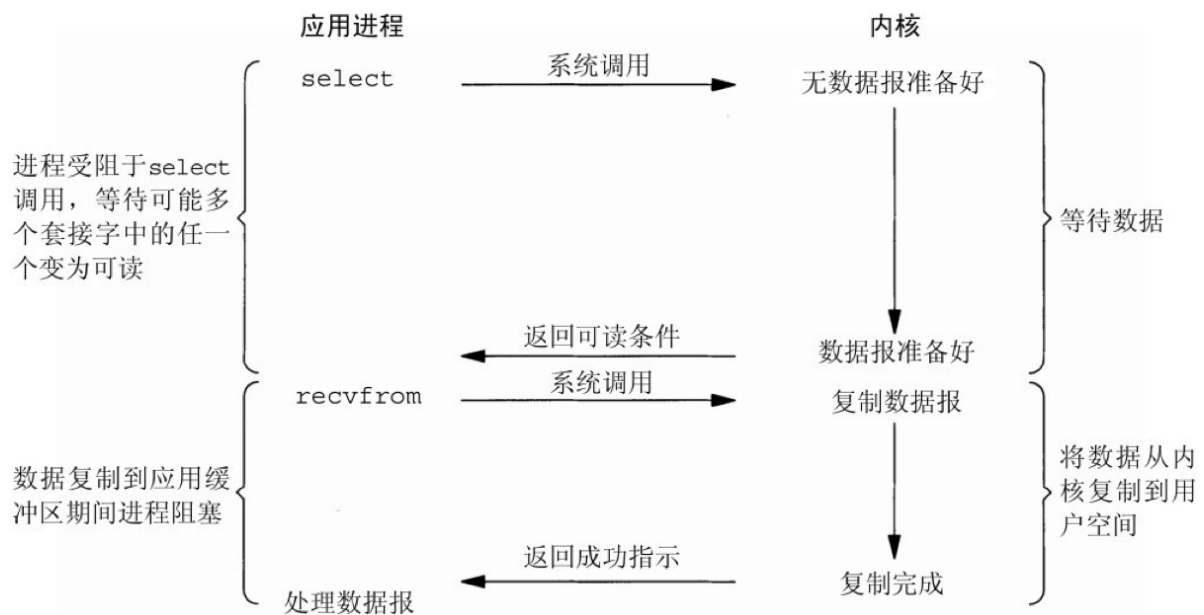 应用进程
内核
select
系统调用
无数据报准备好
进程受阻于select
调用，等待可能多
个套接字中的任一
个变为可读
等待数据
返回可读条件
数据报准备好
recvfrom
系统调用
复制数据报
数据复制到应用缓
冲区期间进程阻塞
将数据从内
核复制到用
户空间
返回成功指示
复制完成
处理数据报